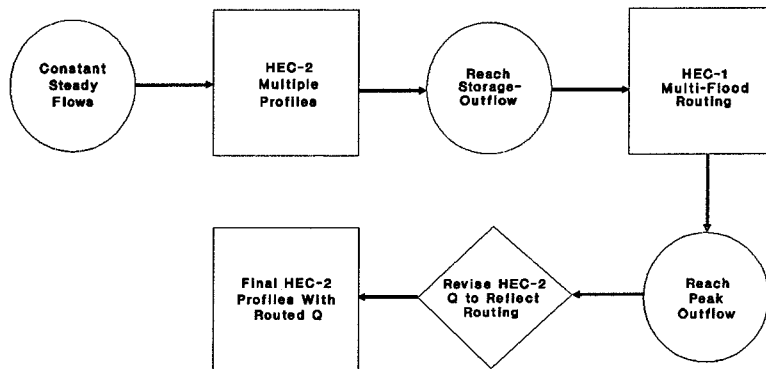 Constant
Steady
Flows
HEC-2
Multiple
Profiles
Reach
Storage-
Outflow
HEC-1
Multi-Flood
Routing
Reach
Peak
Outflow
Revise HEC-2
Q to Reflect
Routing
Final HEC-2
Profiles With
Routed Q